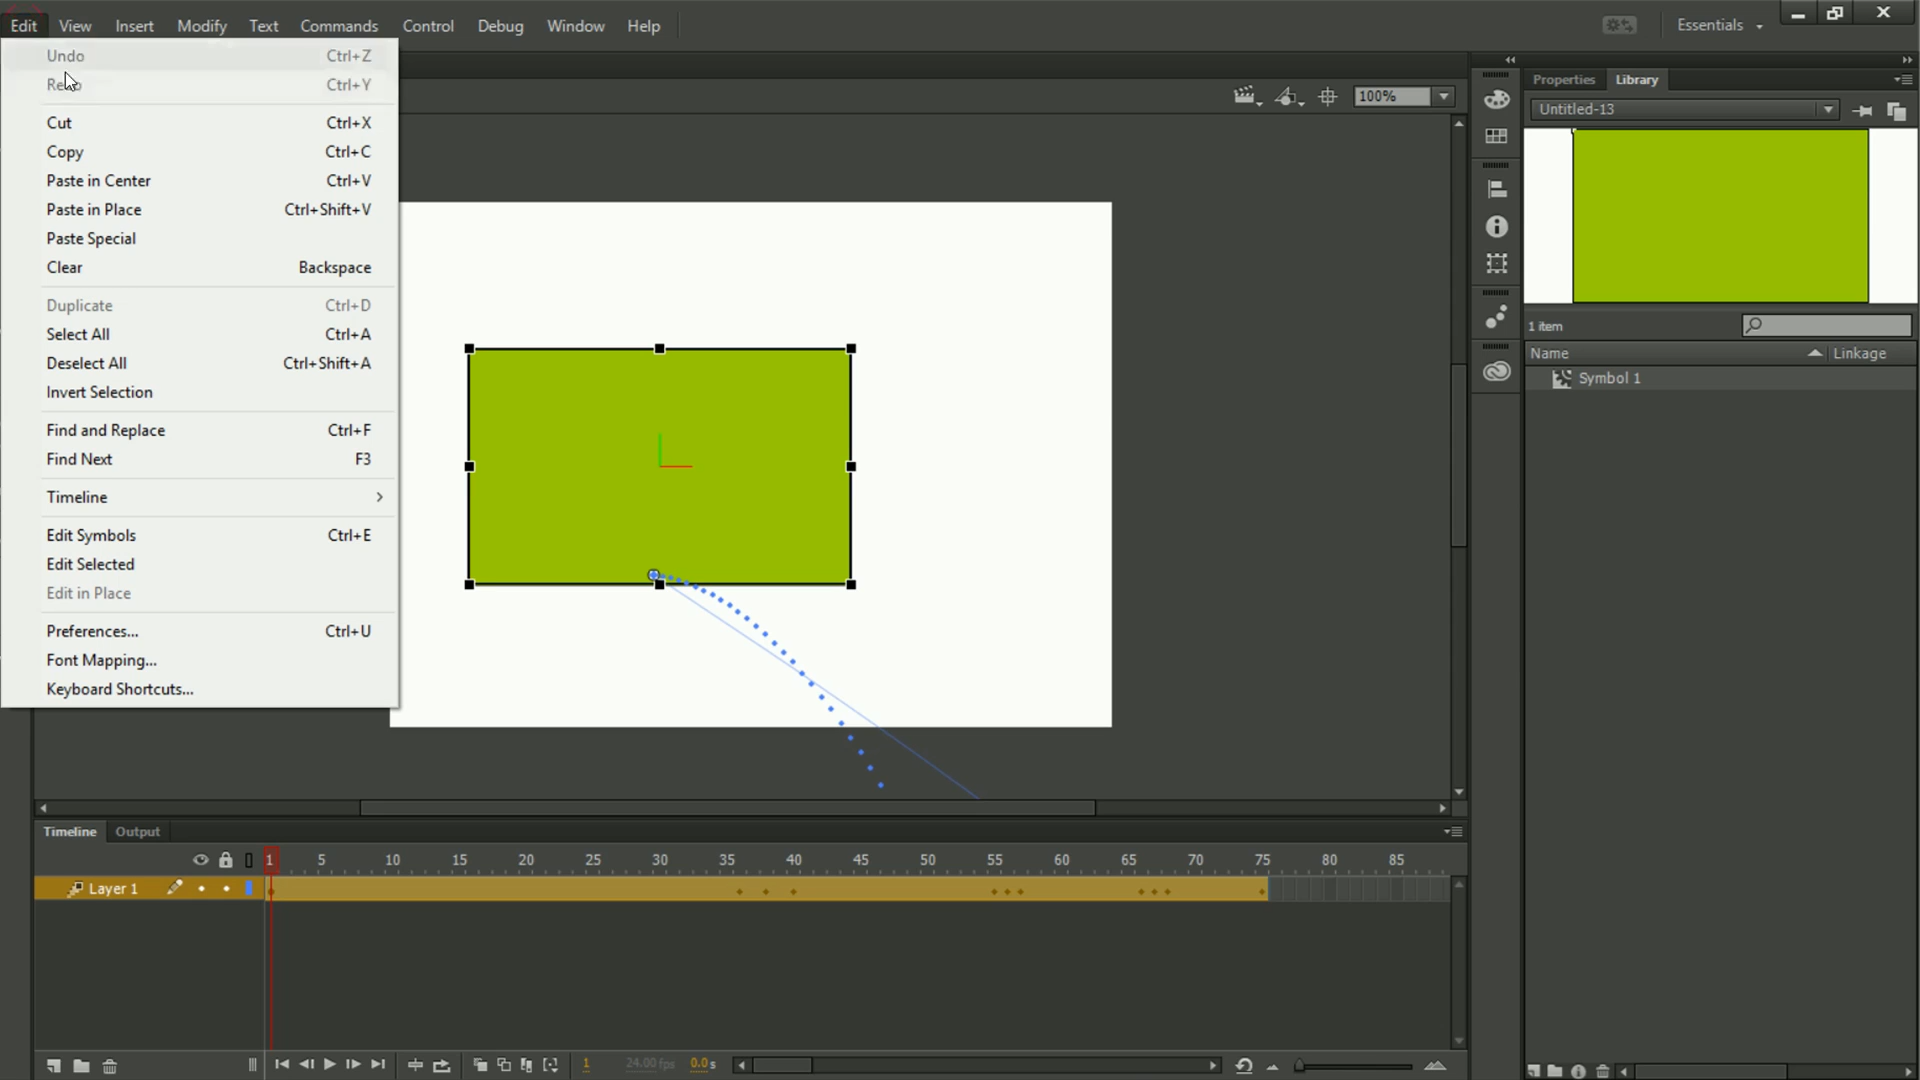 Edit View Insert Modify Text Commands Control Debug Window Help Essentials
Undo Ctrl+Z
Ctrl+Y
Cut Ctrl+X
Copy Ctrl+C
Paste in Center Ctrl+V
Paste in Place Ctrl+Shift+V
Paste Special
Clear Backspace
Duplicate Ctrl+D
Select All Ctrl+A
Deselect All Ctrl+Shift+A
Invert Selection
Find and Replace Ctrl+F
Find Next F3
Timeline
Edit Symbols Ctrl+E
Edit Selected
Edit in Place
Preferences... Ctrl+U
Font Mapping...
Keyboard Shortcuts...
100%
Properties Library
Untitled-13
1 item
Name Linkage
Symbol 1
Timeline Output
1 5 10 15 20 25 30 35 40 45 50 55 60 65 70 75 80 85
Layer 1
1 24.00 fps 0.0 s